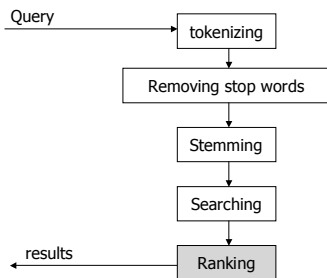 Query
tokenizing
Removing stop words
Stemming
Searching
results
Ranking